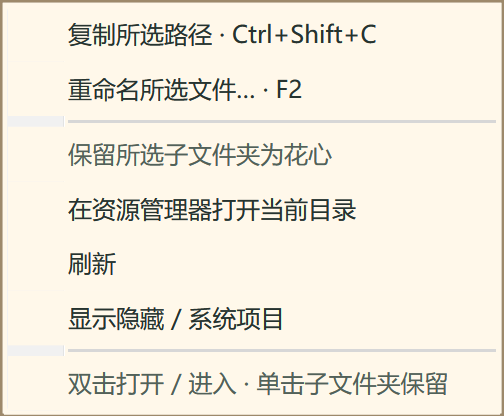 复制所选路径 · Ctrl+Shift+C
重命名所选文件... · F2
保留所选子文件夹为花心
在资源管理器打开当前目录
刷新
显示隐藏 / 系统项目
双击打开 / 进入 · 单击子文件夹保留